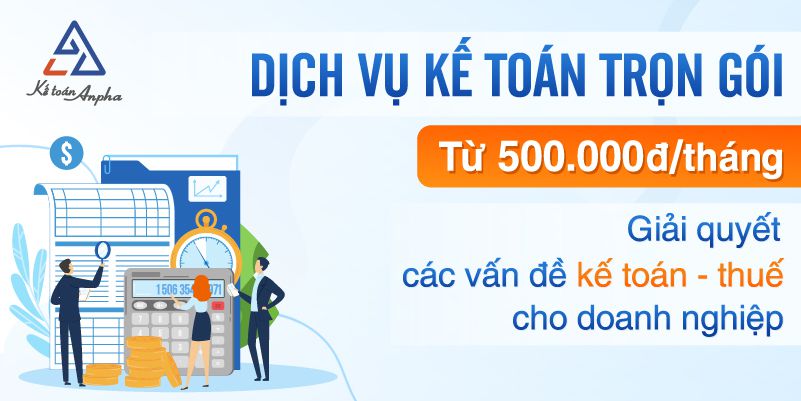 Kế toán Anpha
DỊCH VỤ KẾ TOÁN TRỌN GÓI
Từ 500.000đ/tháng
Giải quyết
các vấn đề kế toán - thuế
cho doanh nghiệp
$